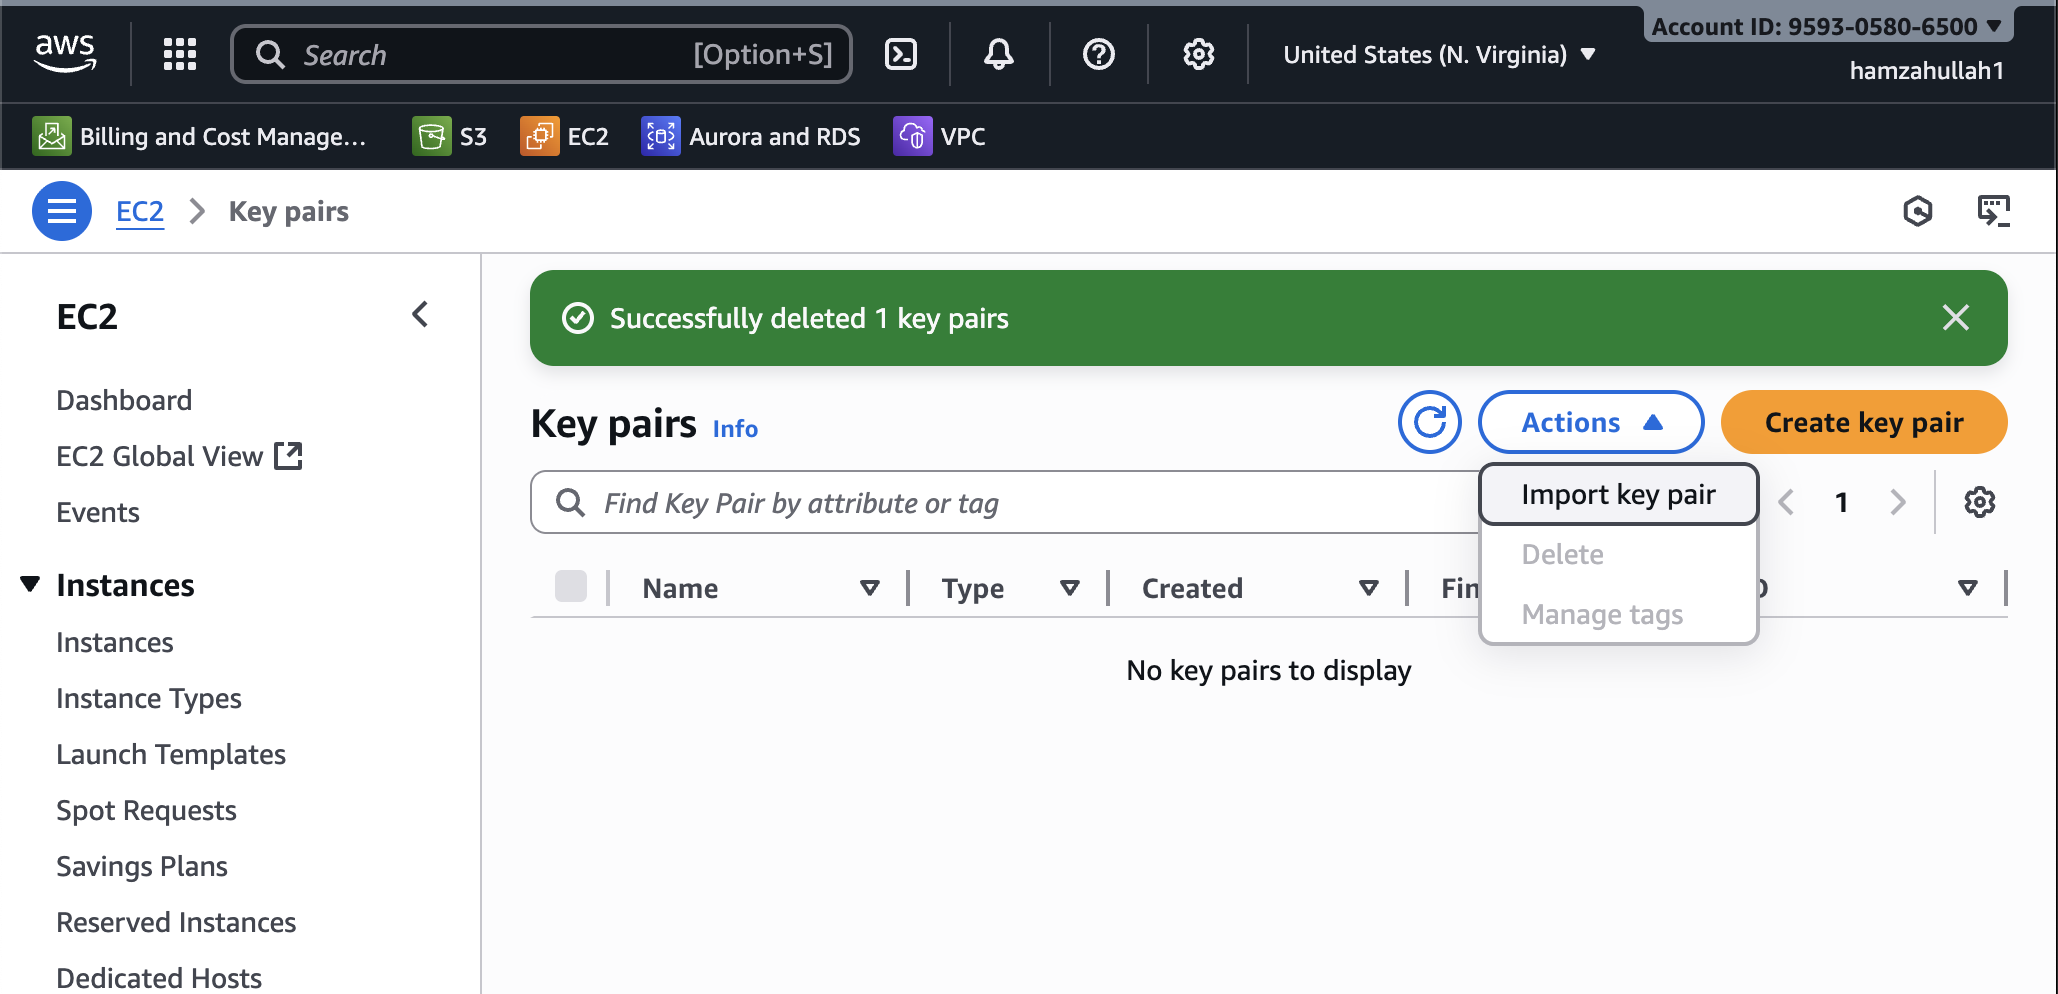 aws
Search [Option+S]
United States (N. Virginia)
Account ID: 9593-0580-6500
hamzahullah1
Billing and Cost Manage...
S3
EC2
Aurora and RDS
VPC
EC2
Key pairs
EC2
Dashboard
EC2 Global View
Events
Instances
Instances
Instance Types
Launch Templates
Spot Requests
Savings Plans
Reserved Instances
Dedicated Hosts
Successfully deleted 1 key pairs
Key pairs Info
Actions
Create key pair
Find Key Pair by attribute or tag
1
Import key pair
Delete
Manage tags
Name Type Created Fin
No key pairs to display